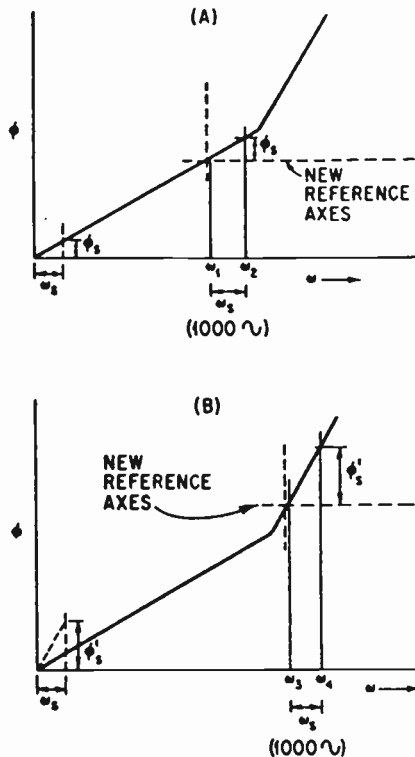 (A)
ϕ
ϕₛ
NEW
REFERENCE
AXES
ϕₛ
ωₛ
ω₁
ω₂
ω
ωₛ
(1000 ∿)
(B)
NEW
REFERENCE
AXES
ϕ′ₛ
ϕ
ϕ′ₛ
ωₛ
ω₃
ω₄
ω
ωₛ
(1000 ∿)